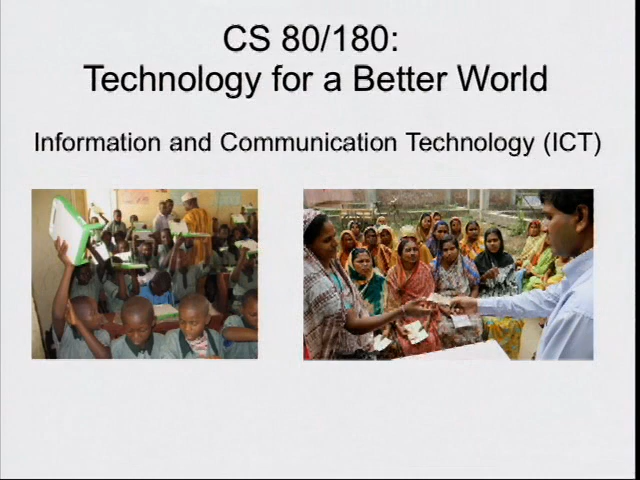 CS 80/180:
Technology for a Better World
Information and Communication Technology (ICT)